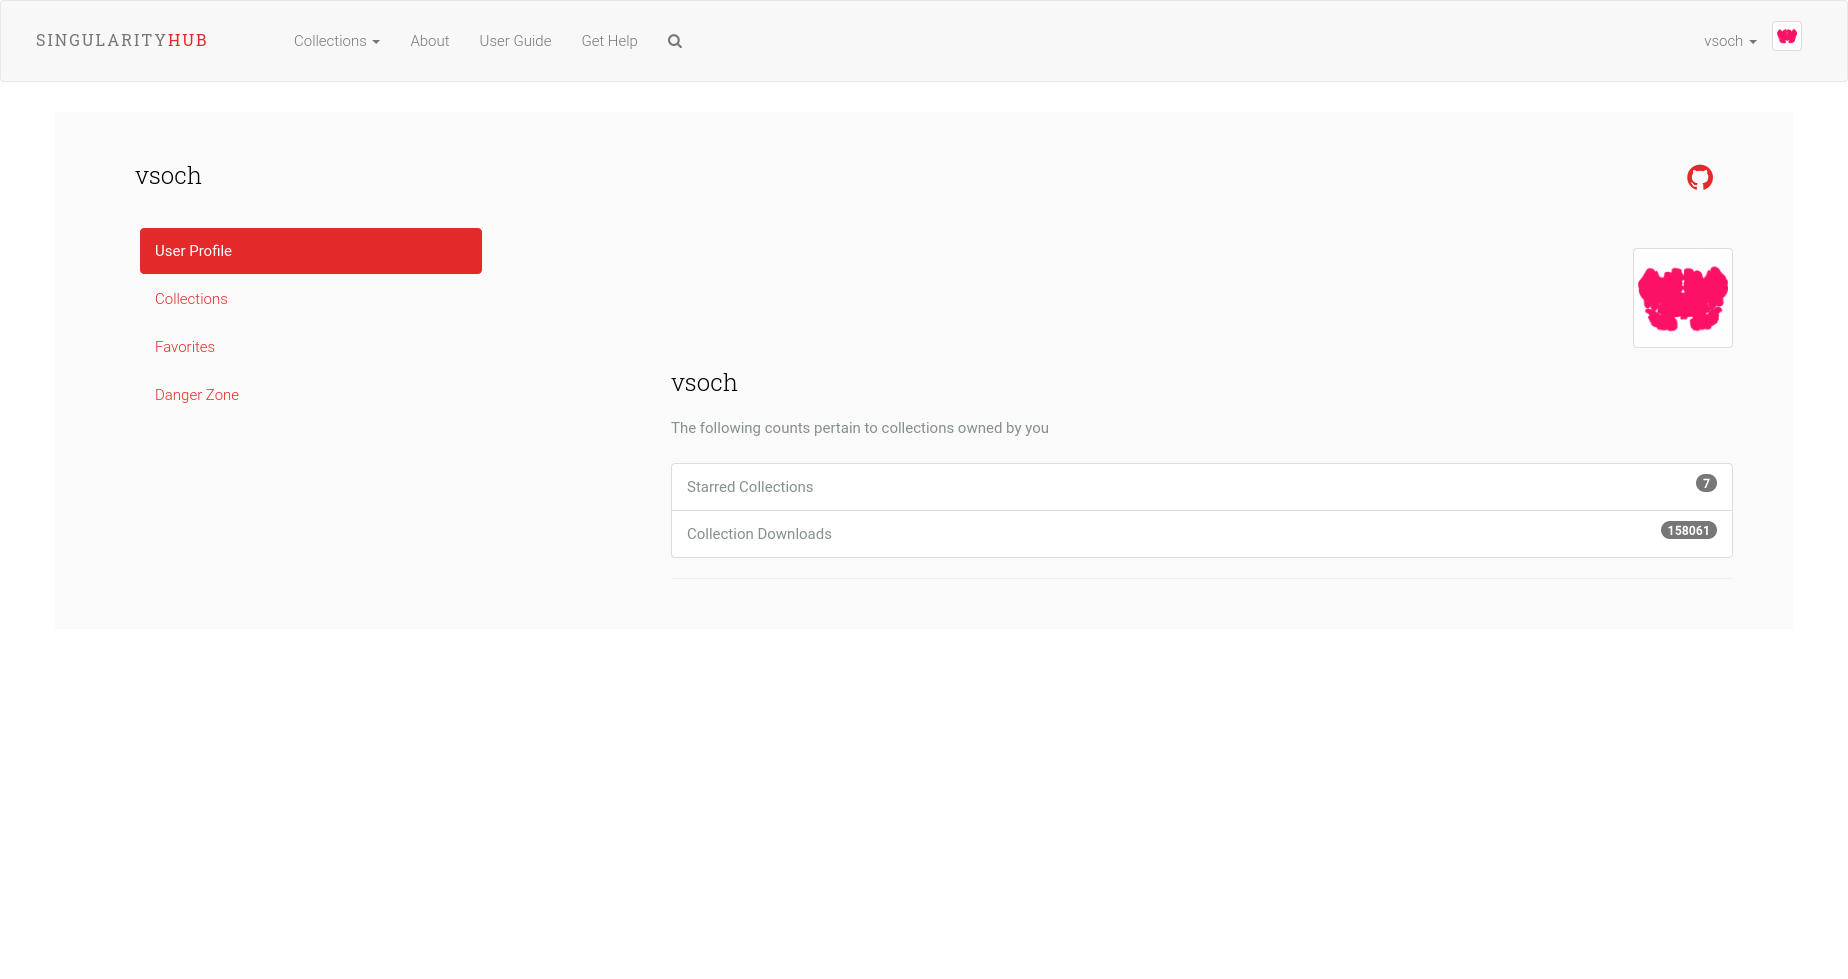 SINGULARITYHUB Collections About User Guide Get Help vsoch
vsoch
User Profile
Collections
Favorites
Danger Zone
vsoch
The following counts pertain to collections owned by you
Starred Collections 7
Collection Downloads 158061